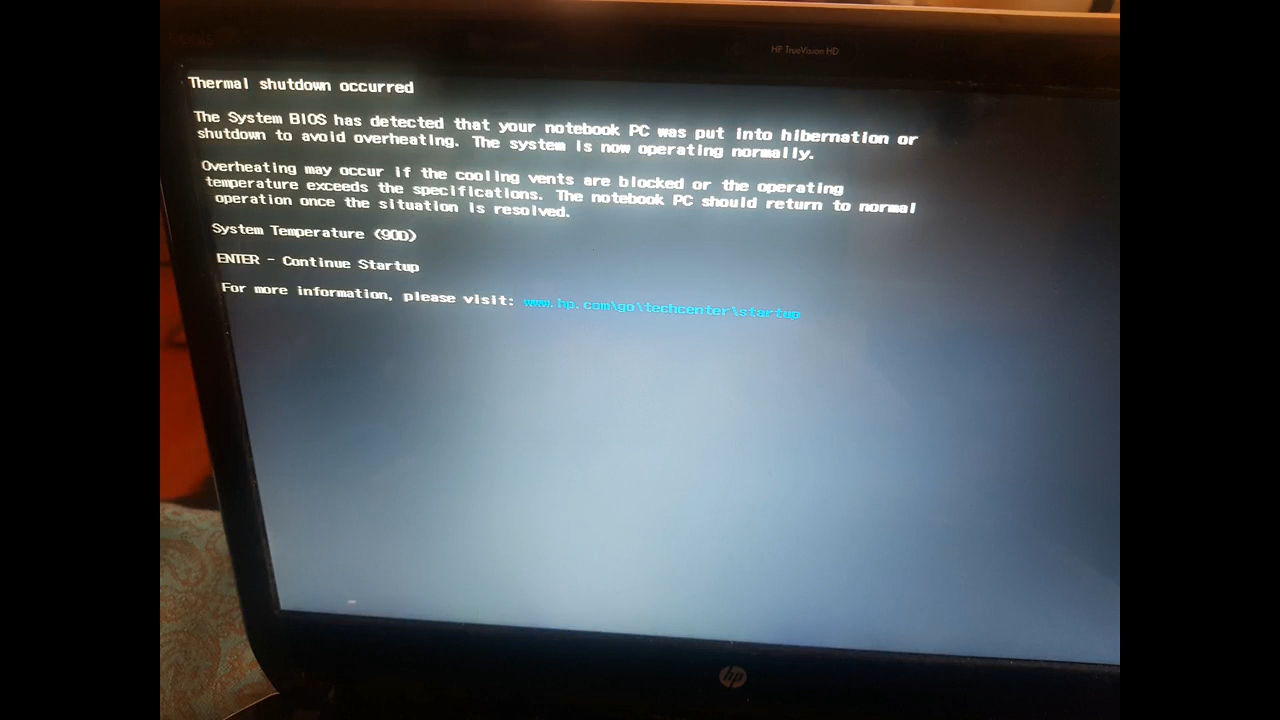 HP TrueVision HD
Thermal shutdown occurred
The System BIOS has detected that your notebook PC was put into hibernation or
shutdown to avoid overheating. The system is now operating normally.
Overheating may occur if the cooling vents are blocked or the operating
temperature exceeds the specifications. The notebook PC should return to normal
operation once the situation is resolved.
System Temperature (90D)
ENTER - Continue Startup
For more information, please visit: www.hp.com\go\techcenter\startup
hp